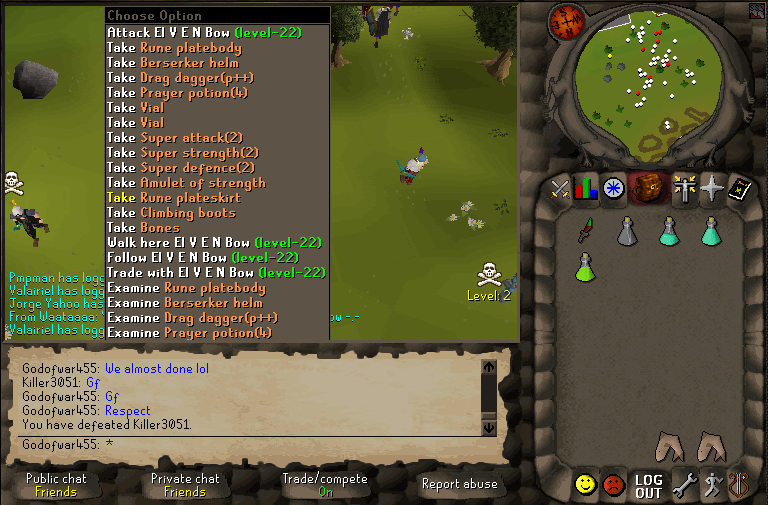 Choose Option
Attack El V E N Bow (level-22)
Take Rune platebody
Take Berserker helm
Take Drag dagger(p++)
Take Prayer potion(4)
Take Vial
Take Vial
Take Super attack(2)
Take Super strength(2)
Take Super defence(2)
Take Amulet of strength
Take Rune plateskirt
Take Climbing boots
Take Bones
Walk here El V E N Bow (level-22)
Follow El V E N Bow (level-22)
Trade with El V E N Bow (level-22)
Examine Rune platebody
Examine Berserker helm
Examine Drag dagger(p++)
Examine Prayer potion(4)
Level: 2
Pmpman has logg
Valairiel has logg
Jorge Yahoo has
From Waataaaa:
ow -.-
Valairiel has logg
Godofwar455: We almost done lol
Killer3051: Gf
Godofwar455: Gf
Godofwar455: Respect
You have defeated Killer3051.
Godofwar455: *
Public chat
Friends
Private chat
Friends
Trade/compete
On
Report abuse
LOG
OUT